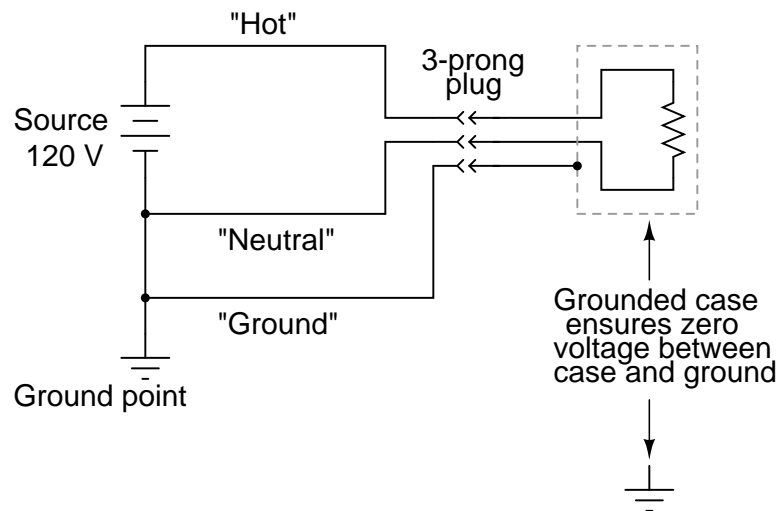 "Hot"
3-prong
plug
Source
120 V
"Neutral"
"Ground"
Ground point
Grounded case
ensures zero
voltage between
case and ground